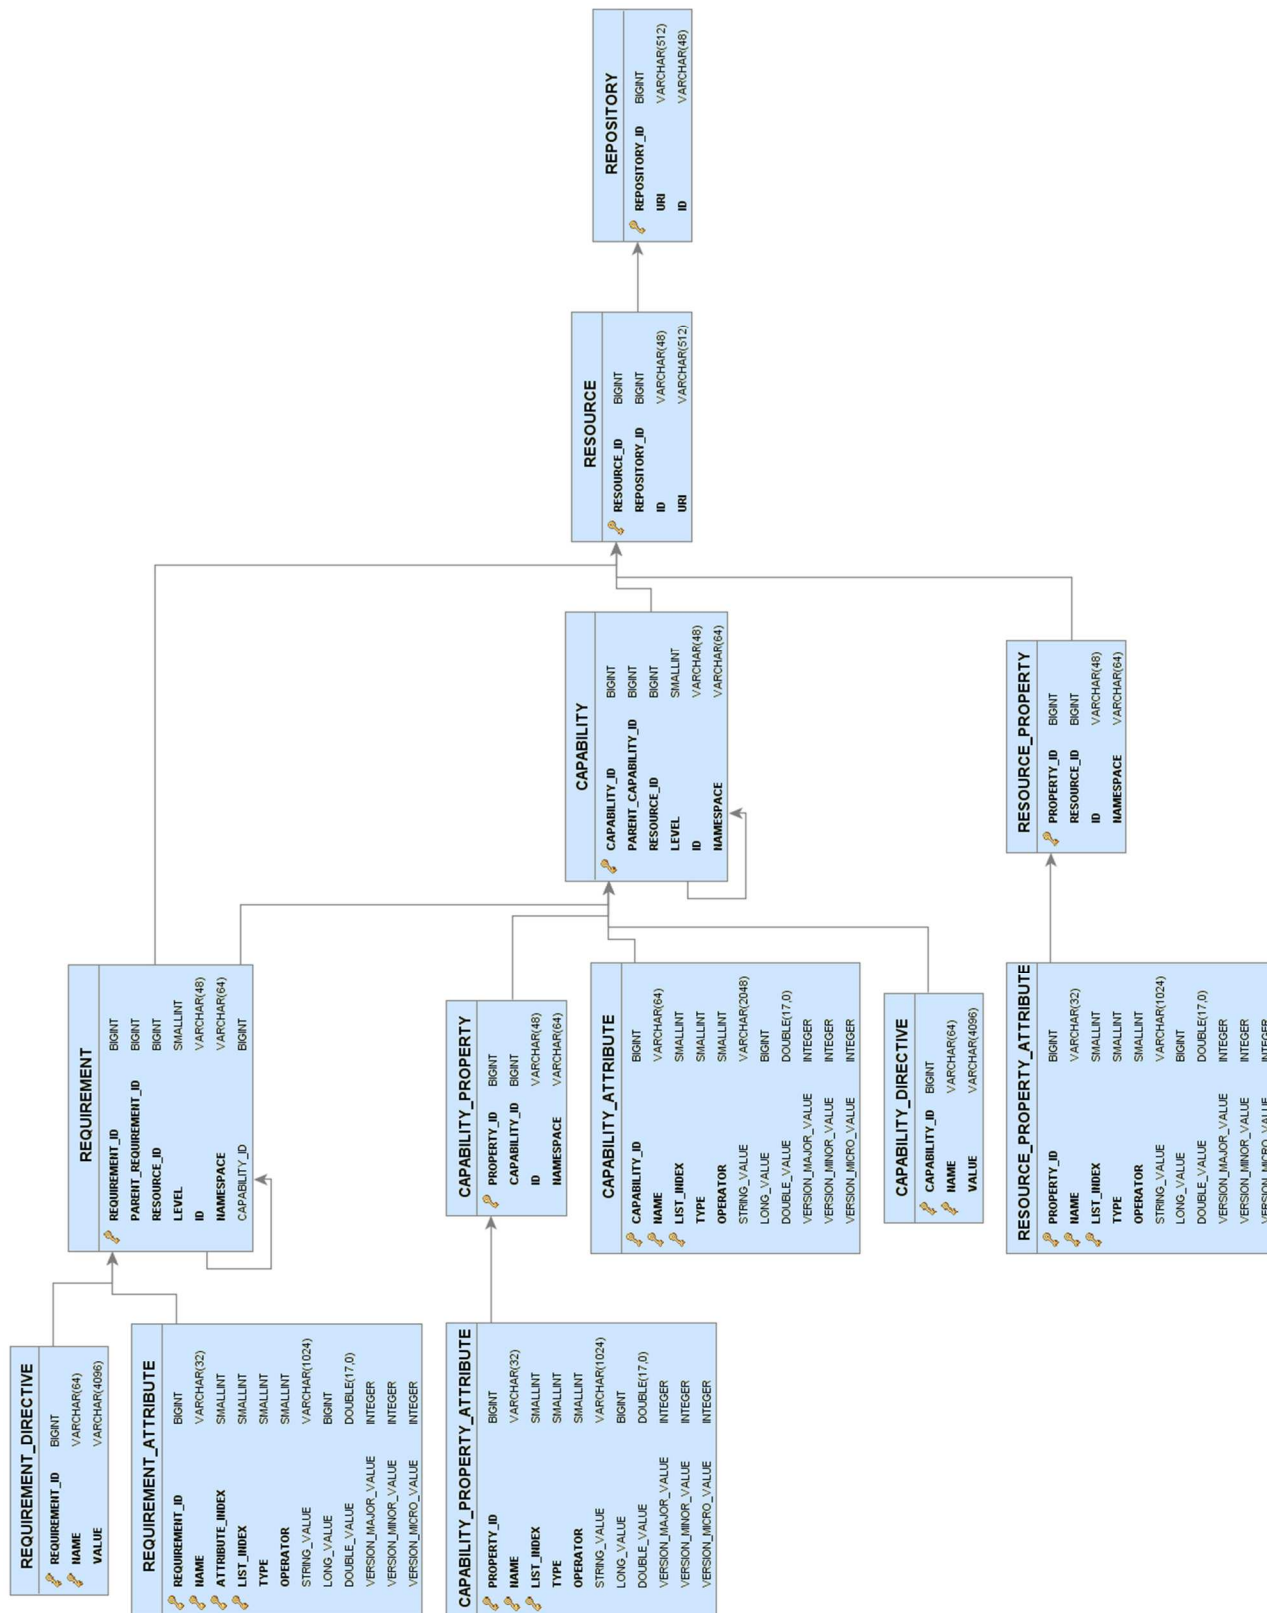 REPOSITORY
REPOSITORY_ID BIGINT
URI VARCHAR(512)
ID VARCHAR(48)
RESOURCE
RESOURCE_ID BIGINT
REPOSITORY_ID BIGINT
ID VARCHAR(48)
URI VARCHAR(512)
REQUIREMENT
REQUIREMENT_ID BIGINT
PARENT_REQUIREMENT_ID BIGINT
RESOURCE_ID BIGINT
LEVEL SMALLINT
ID VARCHAR(48)
NAMESPACE VARCHAR(64)
CAPABILITY_ID BIGINT
CAPABILITY
CAPABILITY_ID BIGINT
PARENT_CAPABILITY_ID BIGINT
RESOURCE_ID BIGINT
LEVEL SMALLINT
ID VARCHAR(48)
NAMESPACE VARCHAR(64)
RESOURCE_PROPERTY
PROPERTY_ID BIGINT
RESOURCE_ID BIGINT
ID VARCHAR(48)
NAMESPACE VARCHAR(64)
CAPABILITY_PROPERTY
PROPERTY_ID BIGINT
CAPABILITY_ID BIGINT
ID VARCHAR(48)
NAMESPACE VARCHAR(64)
CAPABILITY_ATTRIBUTE
CAPABILITY_ID BIGINT
NAME VARCHAR(64)
LIST_INDEX SMALLINT
TYPE SMALLINT
OPERATOR SMALLINT
STRING_VALUE VARCHAR(2048)
LONG_VALUE BIGINT
DOUBLE_VALUE DOUBLE(17,0)
VERSION_MAJOR_VALUE INTEGER
VERSION_MINOR_VALUE INTEGER
VERSION_MICRO_VALUE INTEGER
CAPABILITY_DIRECTIVE
CAPABILITY_ID BIGINT
NAME VARCHAR(64)
VALUE VARCHAR(4096)
RESOURCE_PROPERTY_ATTRIBUTE
PROPERTY_ID BIGINT
NAME VARCHAR(32)
LIST_INDEX SMALLINT
TYPE SMALLINT
OPERATOR SMALLINT
STRING_VALUE VARCHAR(1024)
LONG_VALUE BIGINT
DOUBLE_VALUE DOUBLE(17,0)
VERSION_MAJOR_VALUE INTEGER
VERSION_MINOR_VALUE INTEGER
VERSION_MICRO_VALUE INTEGER
REQUIREMENT_DIRECTIVE
REQUIREMENT_ID BIGINT
NAME VARCHAR(64)
VALUE VARCHAR(4096)
REQUIREMENT_ATTRIBUTE
REQUIREMENT_ID BIGINT
NAME VARCHAR(32)
ATTRIBUTE_INDEX SMALLINT
LIST_INDEX SMALLINT
TYPE SMALLINT
OPERATOR SMALLINT
STRING_VALUE VARCHAR(1024)
LONG_VALUE BIGINT
DOUBLE_VALUE DOUBLE(17,0)
VERSION_MAJOR_VALUE INTEGER
VERSION_MINOR_VALUE INTEGER
VERSION_MICRO_VALUE INTEGER
CAPABILITY_PROPERTY_ATTRIBUTE
PROPERTY_ID BIGINT
NAME VARCHAR(32)
LIST_INDEX SMALLINT
TYPE SMALLINT
OPERATOR SMALLINT
STRING_VALUE VARCHAR(1024)
LONG_VALUE BIGINT
DOUBLE_VALUE DOUBLE(17,0)
VERSION_MAJOR_VALUE INTEGER
VERSION_MINOR_VALUE INTEGER
VERSION_MICRO_VALUE INTEGER